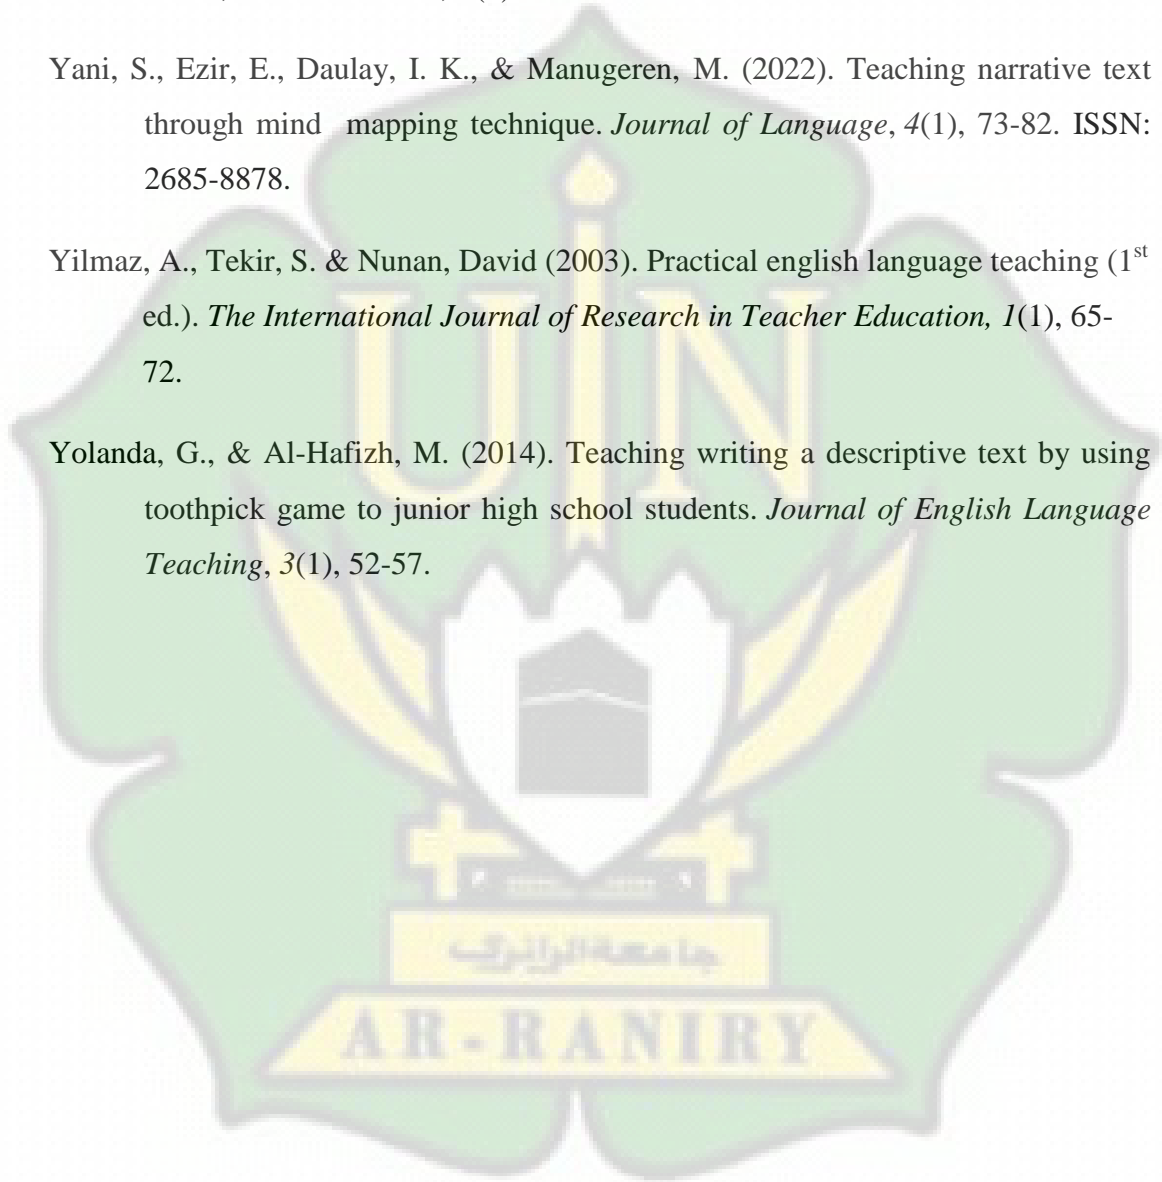 Yani, S., Ezir, E., Daulay, I. K., & Manugeren, M. (2022). Teaching narrative text
through mind mapping technique. Journal of Language, 4(1), 73-82. ISSN:
2685-8878.
Yilmaz, A., Tekir, S. & Nunan, David (2003). Practical english language teaching (1st
ed.). The International Journal of Research in Teacher Education, 1(1), 65-
72.
Yolanda, G., & Al-Hafizh, M. (2014). Teaching writing a descriptive text by using
toothpick game to junior high school students. Journal of English Language
Teaching, 3(1), 52-57.
UIN
جامعة الرانري
AR-RANIRY